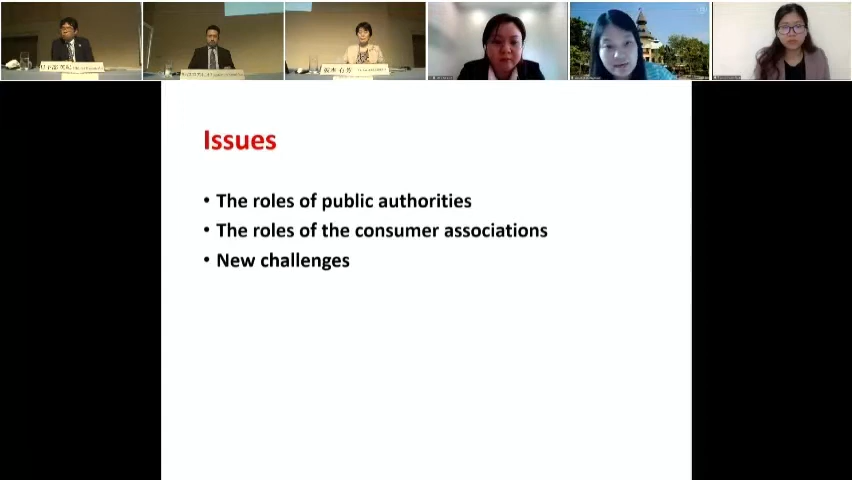 Issues
• The roles of public authorities
• The roles of the consumer associations
• New challenges